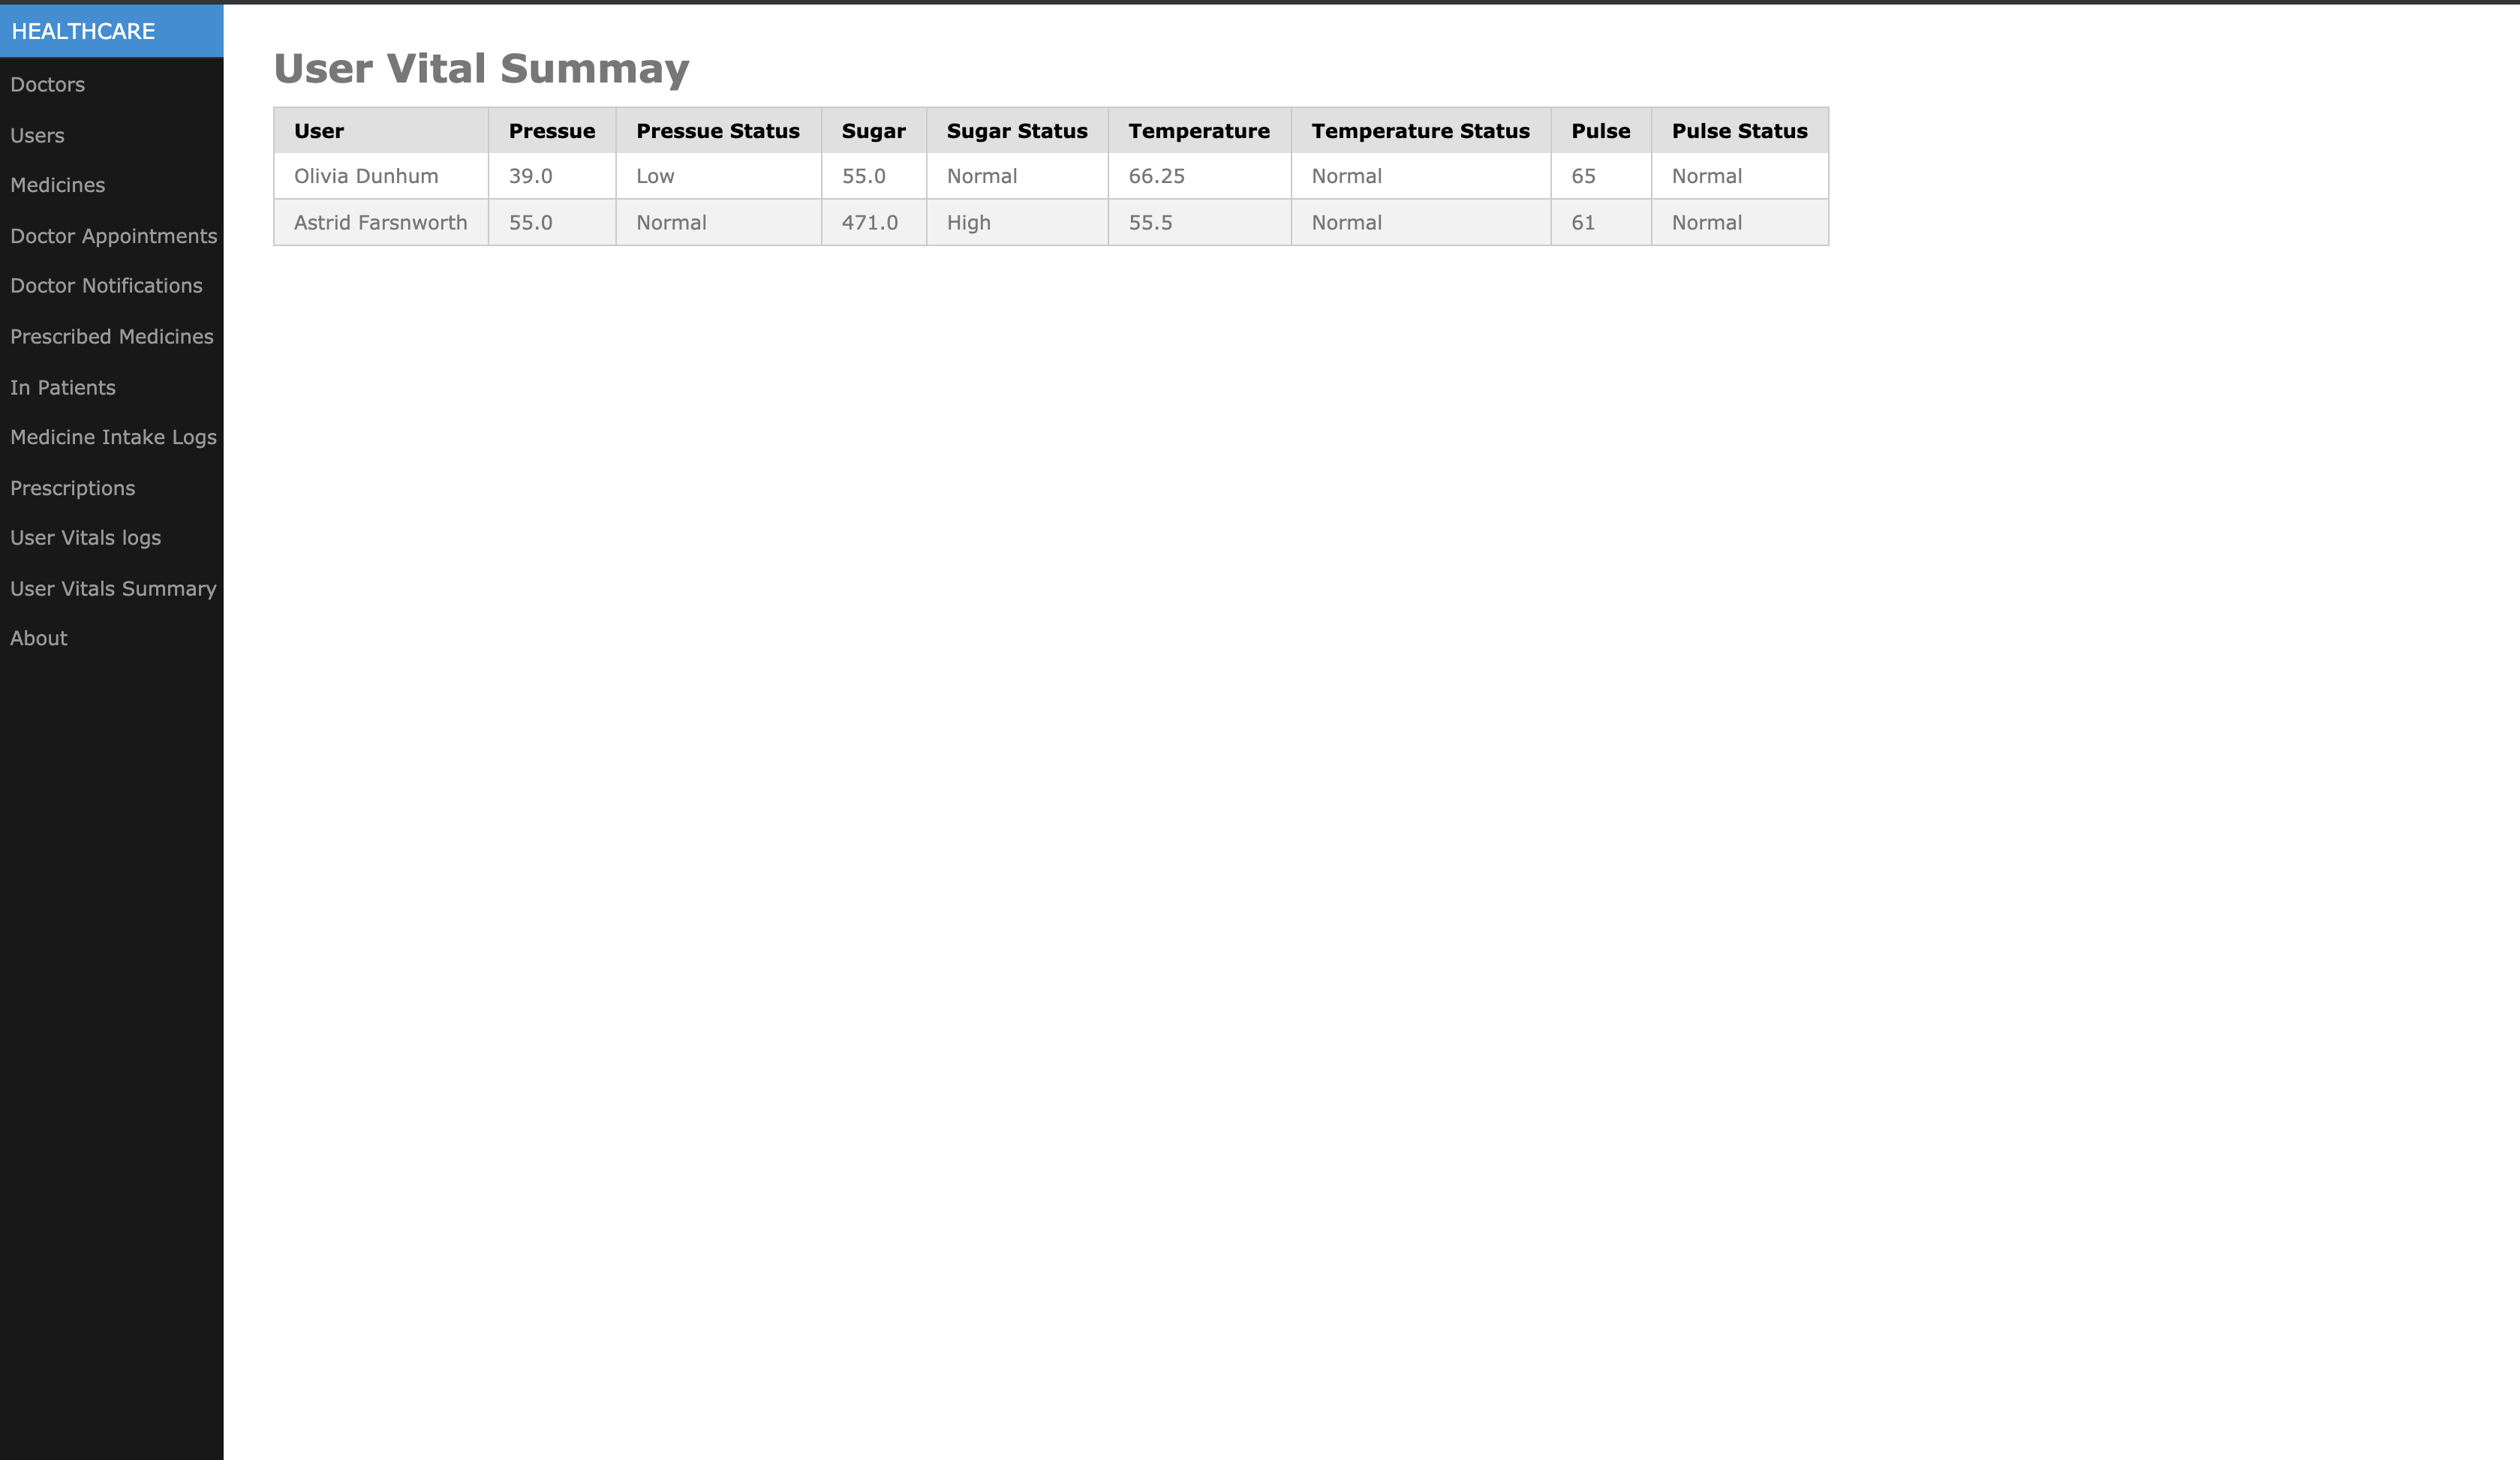 HEALTHCARE
Doctors
Users
Medicines
Doctor Appointments
Doctor Notifications
Prescribed Medicines
In Patients
Medicine Intake Logs
Prescriptions
User Vitals logs
User Vitals Summary
About
User Vital Summay
User Pressue Pressue Status Sugar Sugar Status Temperature Temperature Status Pulse Pulse Status
Olivia Dunhum 39.0 Low 55.0 Normal 66.25 Normal 65 Normal
Astrid Farsnworth 55.0 Normal 471.0 High 55.5 Normal 61 Normal